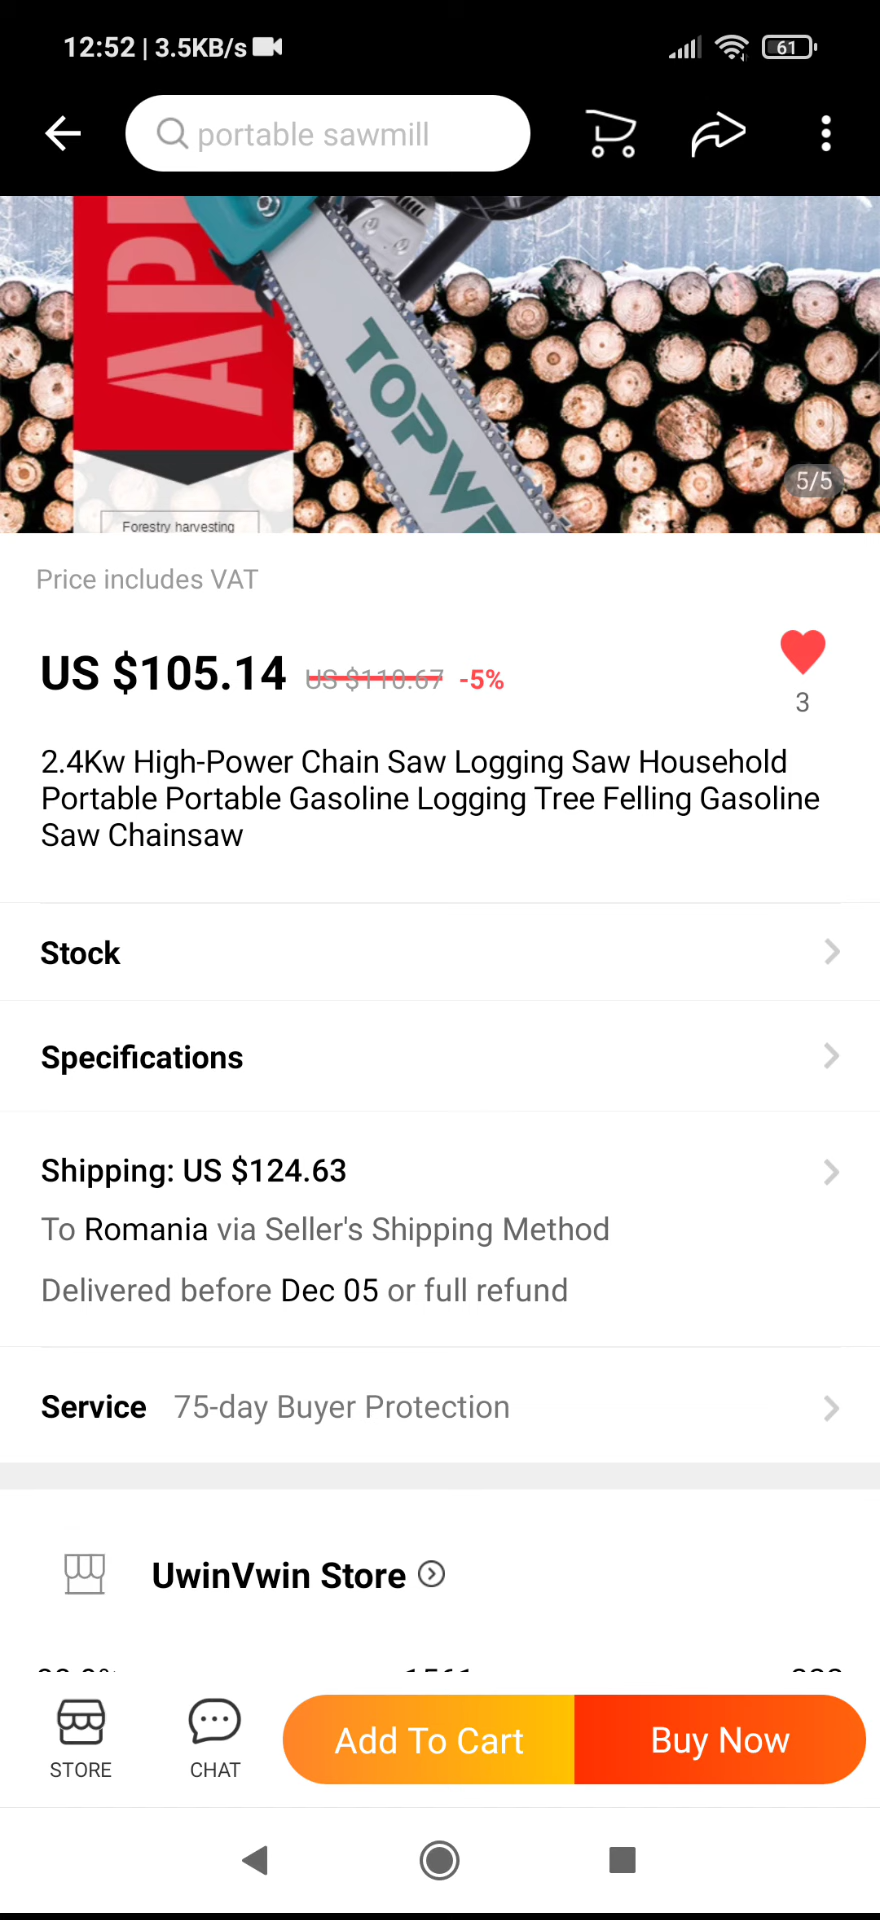 12:52 | 3.5KB/s
61
portable sawmill
TOPW
5/5
Forestry harvesting
Price includes VAT
US $105.14 US $110.67 -5%
3
2.4Kw High-Power Chain Saw Logging Saw Household
Portable Portable Gasoline Logging Tree Felling Gasoline
Saw Chainsaw
Stock
Specifications
Shipping: US $124.63
To Romania via Seller's Shipping Method
Delivered before Dec 05 or full refund
Service 75-day Buyer Protection
UwinVwin Store
STORE
CHAT
Add To Cart
Buy Now